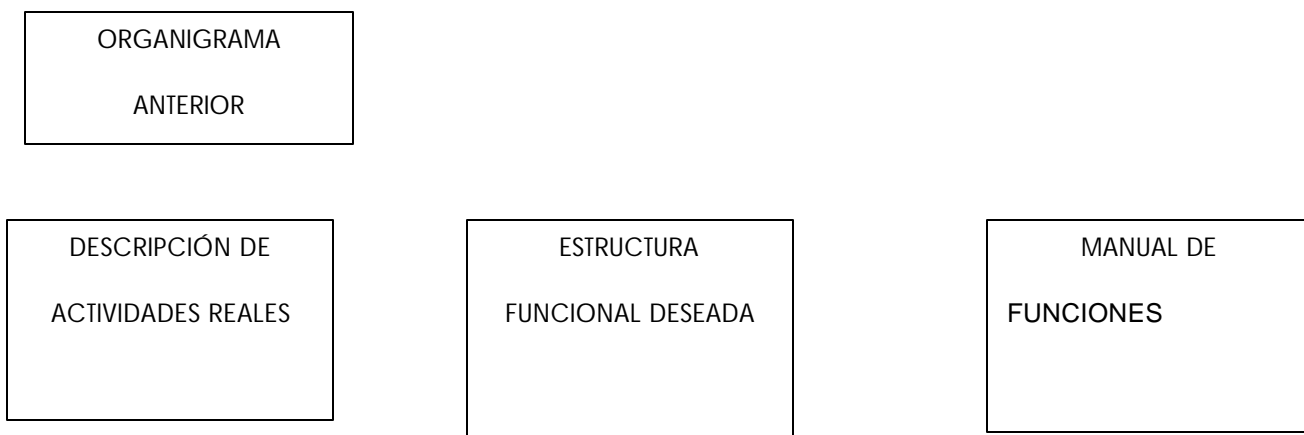 ORGANIGRAMA
ANTERIOR
DESCRIPCIÓN DE
ACTIVIDADES REALES
ESTRUCTURA
FUNCIONAL DESEADA
MANUAL DE
FUNCIONES